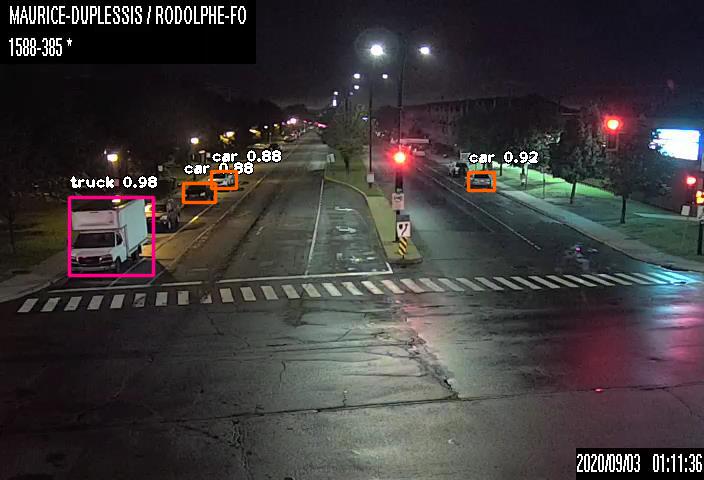 MAURICE-DUPLESSIS / RODOLPHE-FO
1588-385 *
car 0.88
car 0.88
car 0.92
truck 0.98
2020/09/03 01:11:36